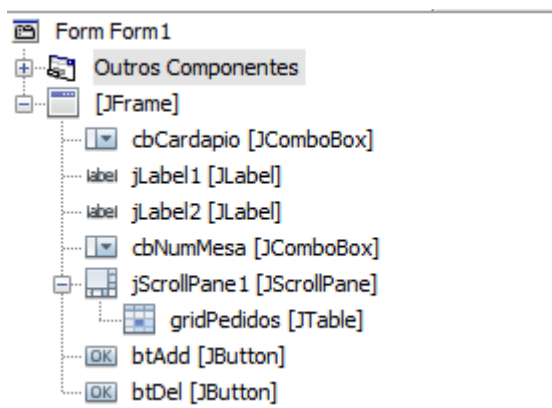 Form Form1
Outros Componentes
[JFrame]
cbCardapio [JComboBox]
label jLabel1 [JLabel]
label jLabel2 [JLabel]
cbNumMesa [JComboBox]
jScrollPane1 [JScrollPane]
gridPedidos [JTable]
OK btAdd [JButton]
OK btDel [JButton]